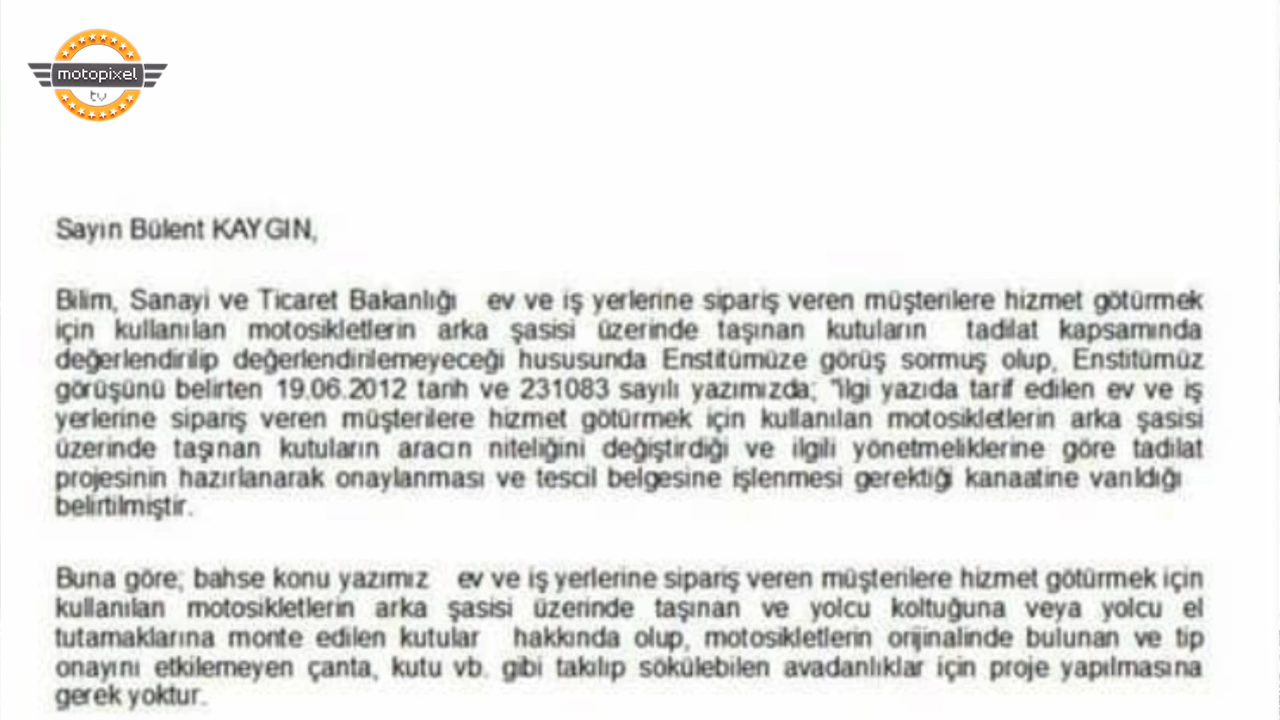 motopixel
tv
Sayın Bülent KAYGIN,
Bilim, Sanayi ve Ticaret Bakanlığı ev ve iş yerlerine sipariş veren müşterilere hizmet götürmek
için kullanılan motosikletlerin arka şasisi üzerinde taşınan kutuların tadilat kapsamında
değerlendirilip değerlendirilemeyeceği hususunda Enstitümüze görüş sormuş olup, Enstitümüz
görüşünü belirten 19.06.2012 tarih ve 231083 sayılı yazımızda; "ilgi yazıda tarif edilen ev ve iş
yerlerine sipariş veren müşterilere hizmet götürmek için kullanılan motosikletlerin arka şasisi
üzerinde taşınan kutuların aracın niteliğini değiştirdiği ve ilgili yönetmeliklerine göre tadilat
projesinin hazırlanarak onaylanması ve tescil belgesine işlenmesi gerektiği kanaatine varıldığı
belirtilmiştir.
Buna göre; bahse konu yazımız ev ve iş yerlerine sipariş veren müşterilere hizmet götürmek için
kullanılan motosikletlerin arka şasisi üzerinde taşınan ve yolcu koltuğuna veya yolcu el
tutamaklarına monte edilen kutular hakkında olup, motosikletlerin orijinalinde bulunan ve tip
onayını etkilemeyen çanta, kutu vb. gibi takılıp sökülebilen avadanlıklar için proje yapılmasına
gerek yoktur.